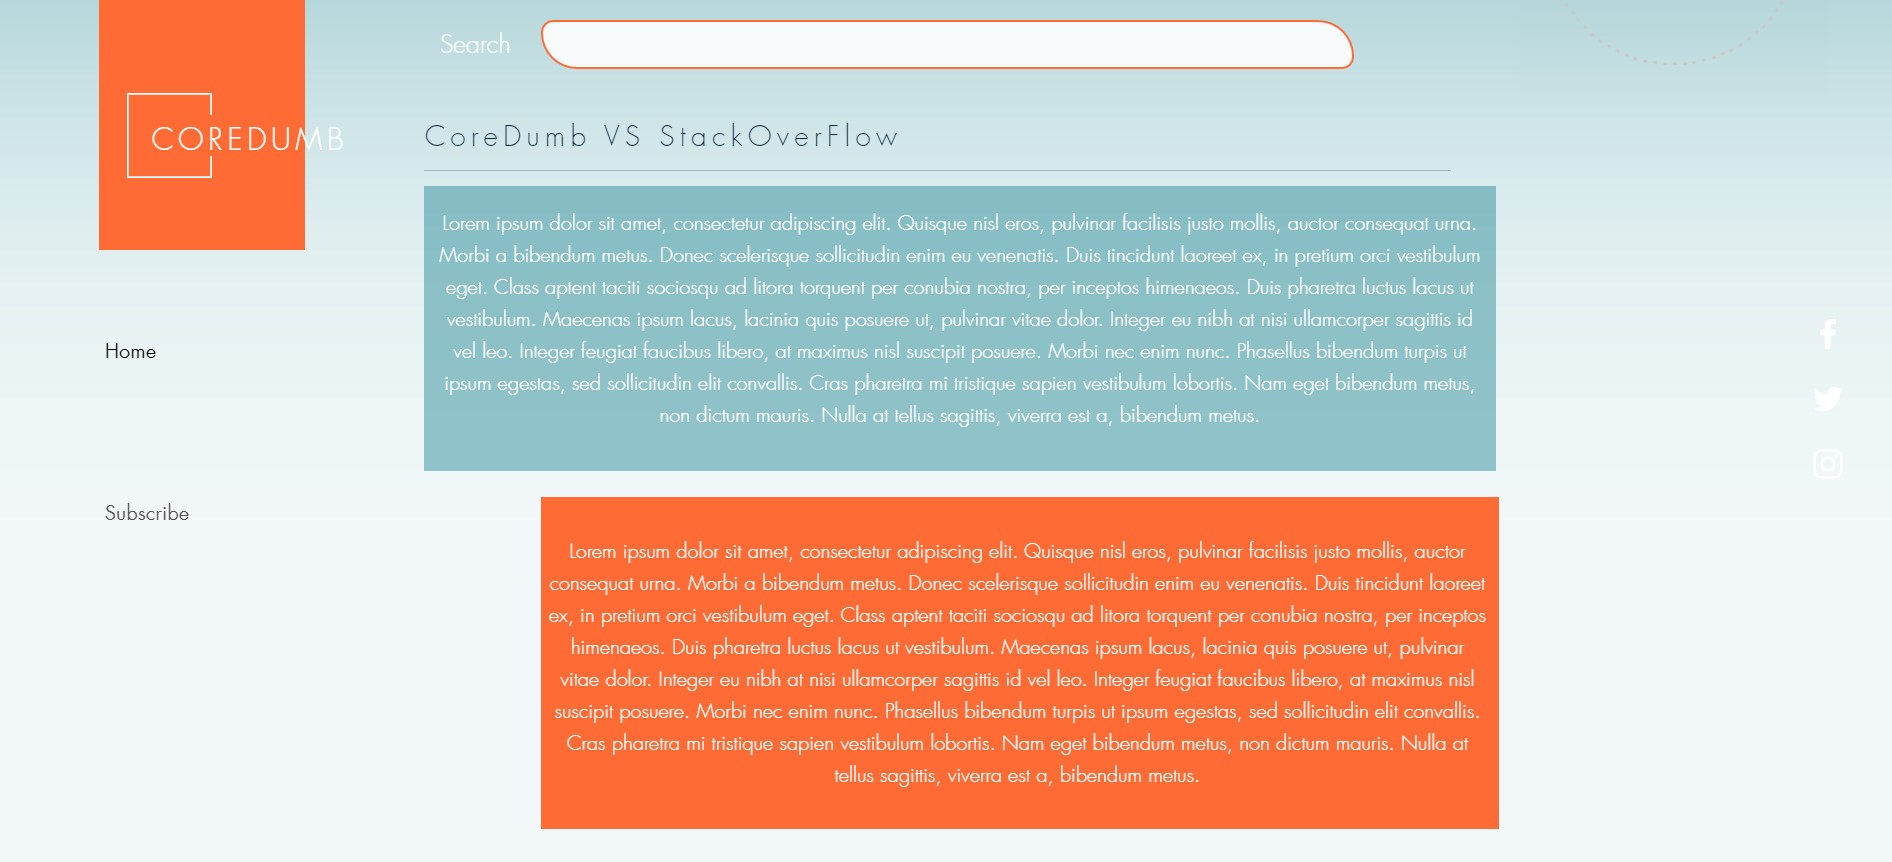 Search
COREDUMB
CoreDumb VS StackOverFlow
Lorem ipsum dolor sit amet, consectetur adipiscing elit. Quisque nisl eros, pulvinar facilisis justo mollis, auctor consequat urna.
Morbi a bibendum metus. Donec scelerisque sollicitudin enim eu venenatis. Duis tincidunt laoreet ex, in pretium orci vestibulum
eget. Class aptent taciti sociosqu ad litora torquent per conubia nostra, per inceptos himenaeos. Duis pharetra luctus lacus ut
vestibulum. Maecenas ipsum lacus, lacinia quis posuere ut, pulvinar vitae dolor. Integer eu nibh at nisi ullamcorper sagittis id
vel leo. Integer feugiat faucibus libero, at maximus nisl suscipit posuere. Morbi nec enim nunc. Phasellus bibendum turpis ut
ipsum egestas, sed sollicitudin elit convallis. Cras pharetra mi tristique sapien vestibulum lobortis. Nam eget bibendum metus,
non dictum mauris. Nulla at tellus sagittis, viverra est a, bibendum metus.
Home
Subscribe
Lorem ipsum dolor sit amet, consectetur adipiscing elit. Quisque nisl eros, pulvinar facilisis justo mollis, auctor
consequat urna. Morbi a bibendum metus. Donec scelerisque sollicitudin enim eu venenatis. Duis tincidunt laoreet
ex, in pretium orci vestibulum eget. Class aptent taciti sociosqu ad litora torquent per conubia nostra, per inceptos
himenaeos. Duis pharetra luctus lacus ut vestibulum. Maecenas ipsum lacus, lacinia quis posuere ut, pulvinar
vitae dolor. Integer eu nibh at nisi ullamcorper sagittis id vel leo. Integer feugiat faucibus libero, at maximus nisl
suscipit posuere. Morbi nec enim nunc. Phasellus bibendum turpis ut ipsum egestas, sed sollicitudin elit convallis.
Cras pharetra mi tristique sapien vestibulum lobortis. Nam eget bibendum metus, non dictum mauris. Nulla at
tellus sagittis, viverra est a, bibendum metus.